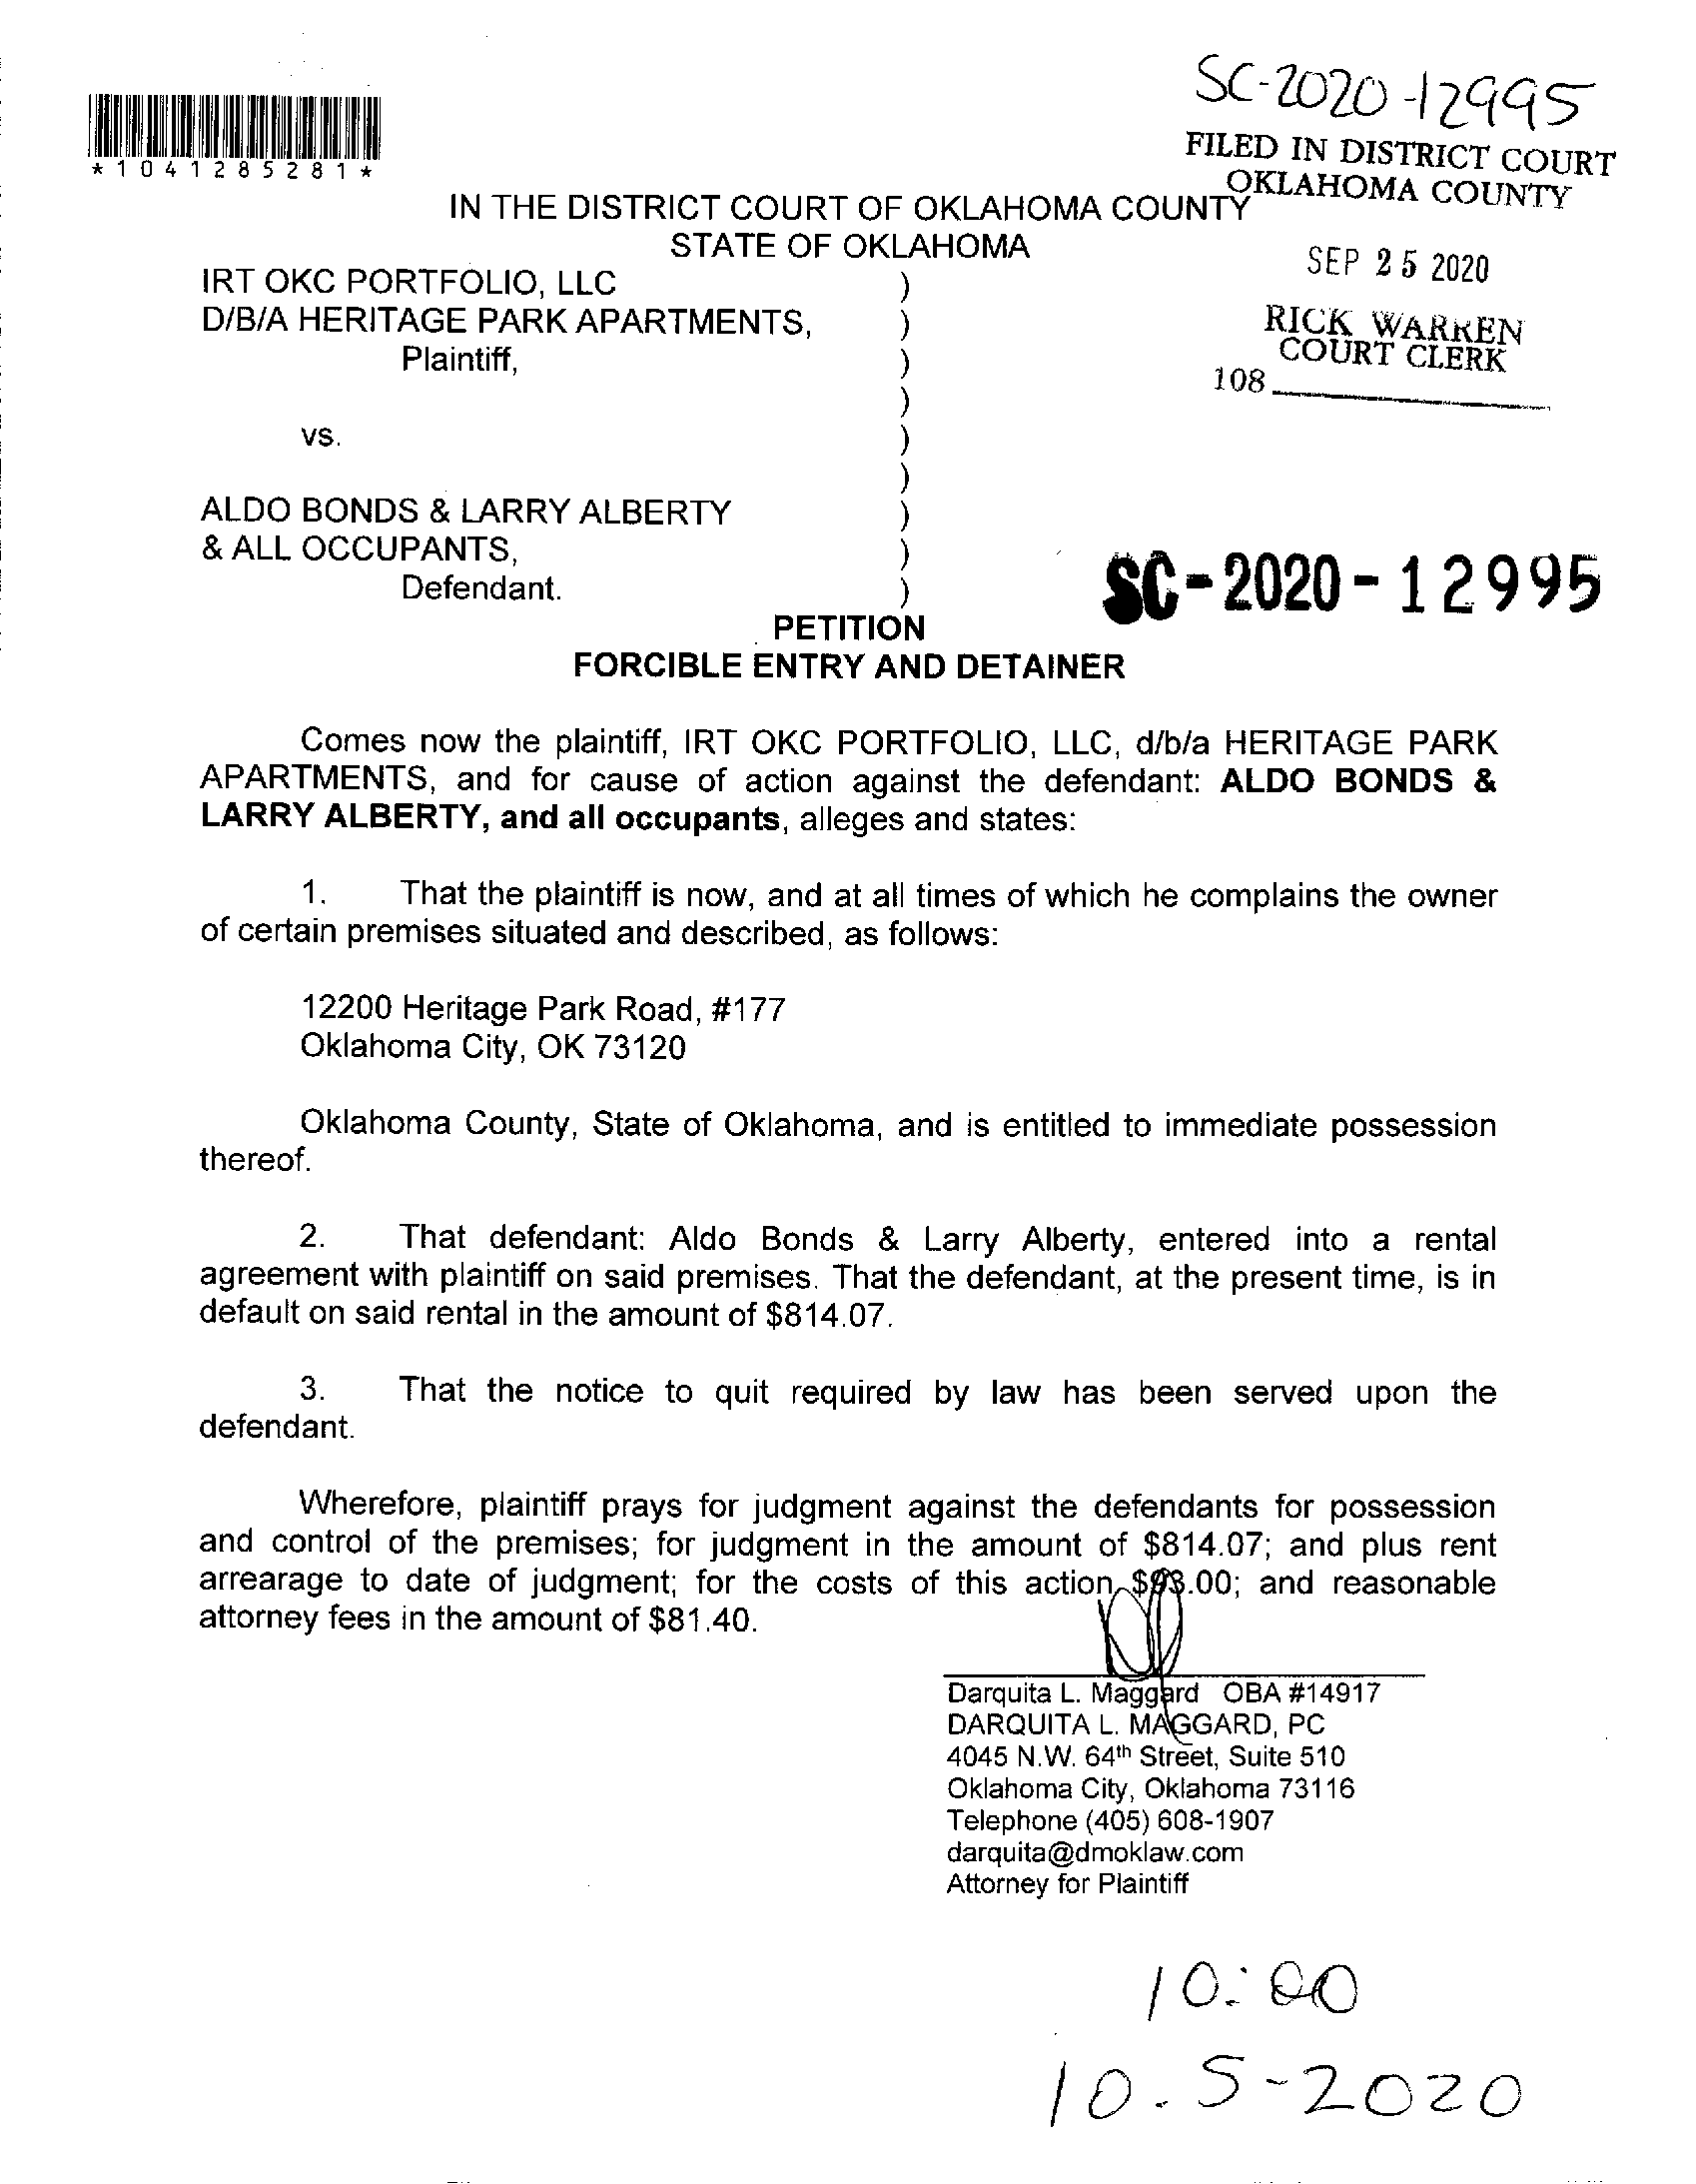 SC-2020-12995
FILED IN DISTRICT COURT
OKLAHOMA COUNTY
*1041285281*
IN THE DISTRICT COURT OF OKLAHOMA COUNTY
STATE OF OKLAHOMA
SEP 25 2020
RICK WARREN
COURT CLERK
108
IRT OKC PORTFOLIO, LLC )
D/B/A HERITAGE PARK APARTMENTS, )
Plaintiff, )
)
vs. )
)
ALDO BONDS & LARRY ALBERTY )
& ALL OCCUPANTS, )
Defendant. )
SC-2020-12995
PETITION
FORCIBLE ENTRY AND DETAINER
Comes now the plaintiff, IRT OKC PORTFOLIO, LLC, d/b/a HERITAGE PARK
APARTMENTS, and for cause of action against the defendant: ALDO BONDS &
LARRY ALBERTY, and all occupants, alleges and states:
1. That the plaintiff is now, and at all times of which he complains the owner
of certain premises situated and described, as follows:
12200 Heritage Park Road, #177
Oklahoma City, OK 73120
Oklahoma County, State of Oklahoma, and is entitled to immediate possession
thereof.
2. That defendant: Aldo Bonds & Larry Alberty, entered into a rental
agreement with plaintiff on said premises. That the defendant, at the present time, is in
default on said rental in the amount of $814.07.
3. That the notice to quit required by law has been served upon the
defendant.
Wherefore, plaintiff prays for judgment against the defendants for possession
and control of the premises; for judgment in the amount of $814.07; and plus rent
arrearage to date of judgment; for the costs of this action, $93.00; and reasonable
attorney fees in the amount of $81.40.
Darquita L. Maggard OBA #14917
DARQUITA L. MAGGARD, PC
4045 N.W. 64th Street, Suite 510
Oklahoma City, Oklahoma 73116
Telephone (405) 608-1907
darquita@dmoklaw.com
Attorney for Plaintiff
10:00
10.5-2020